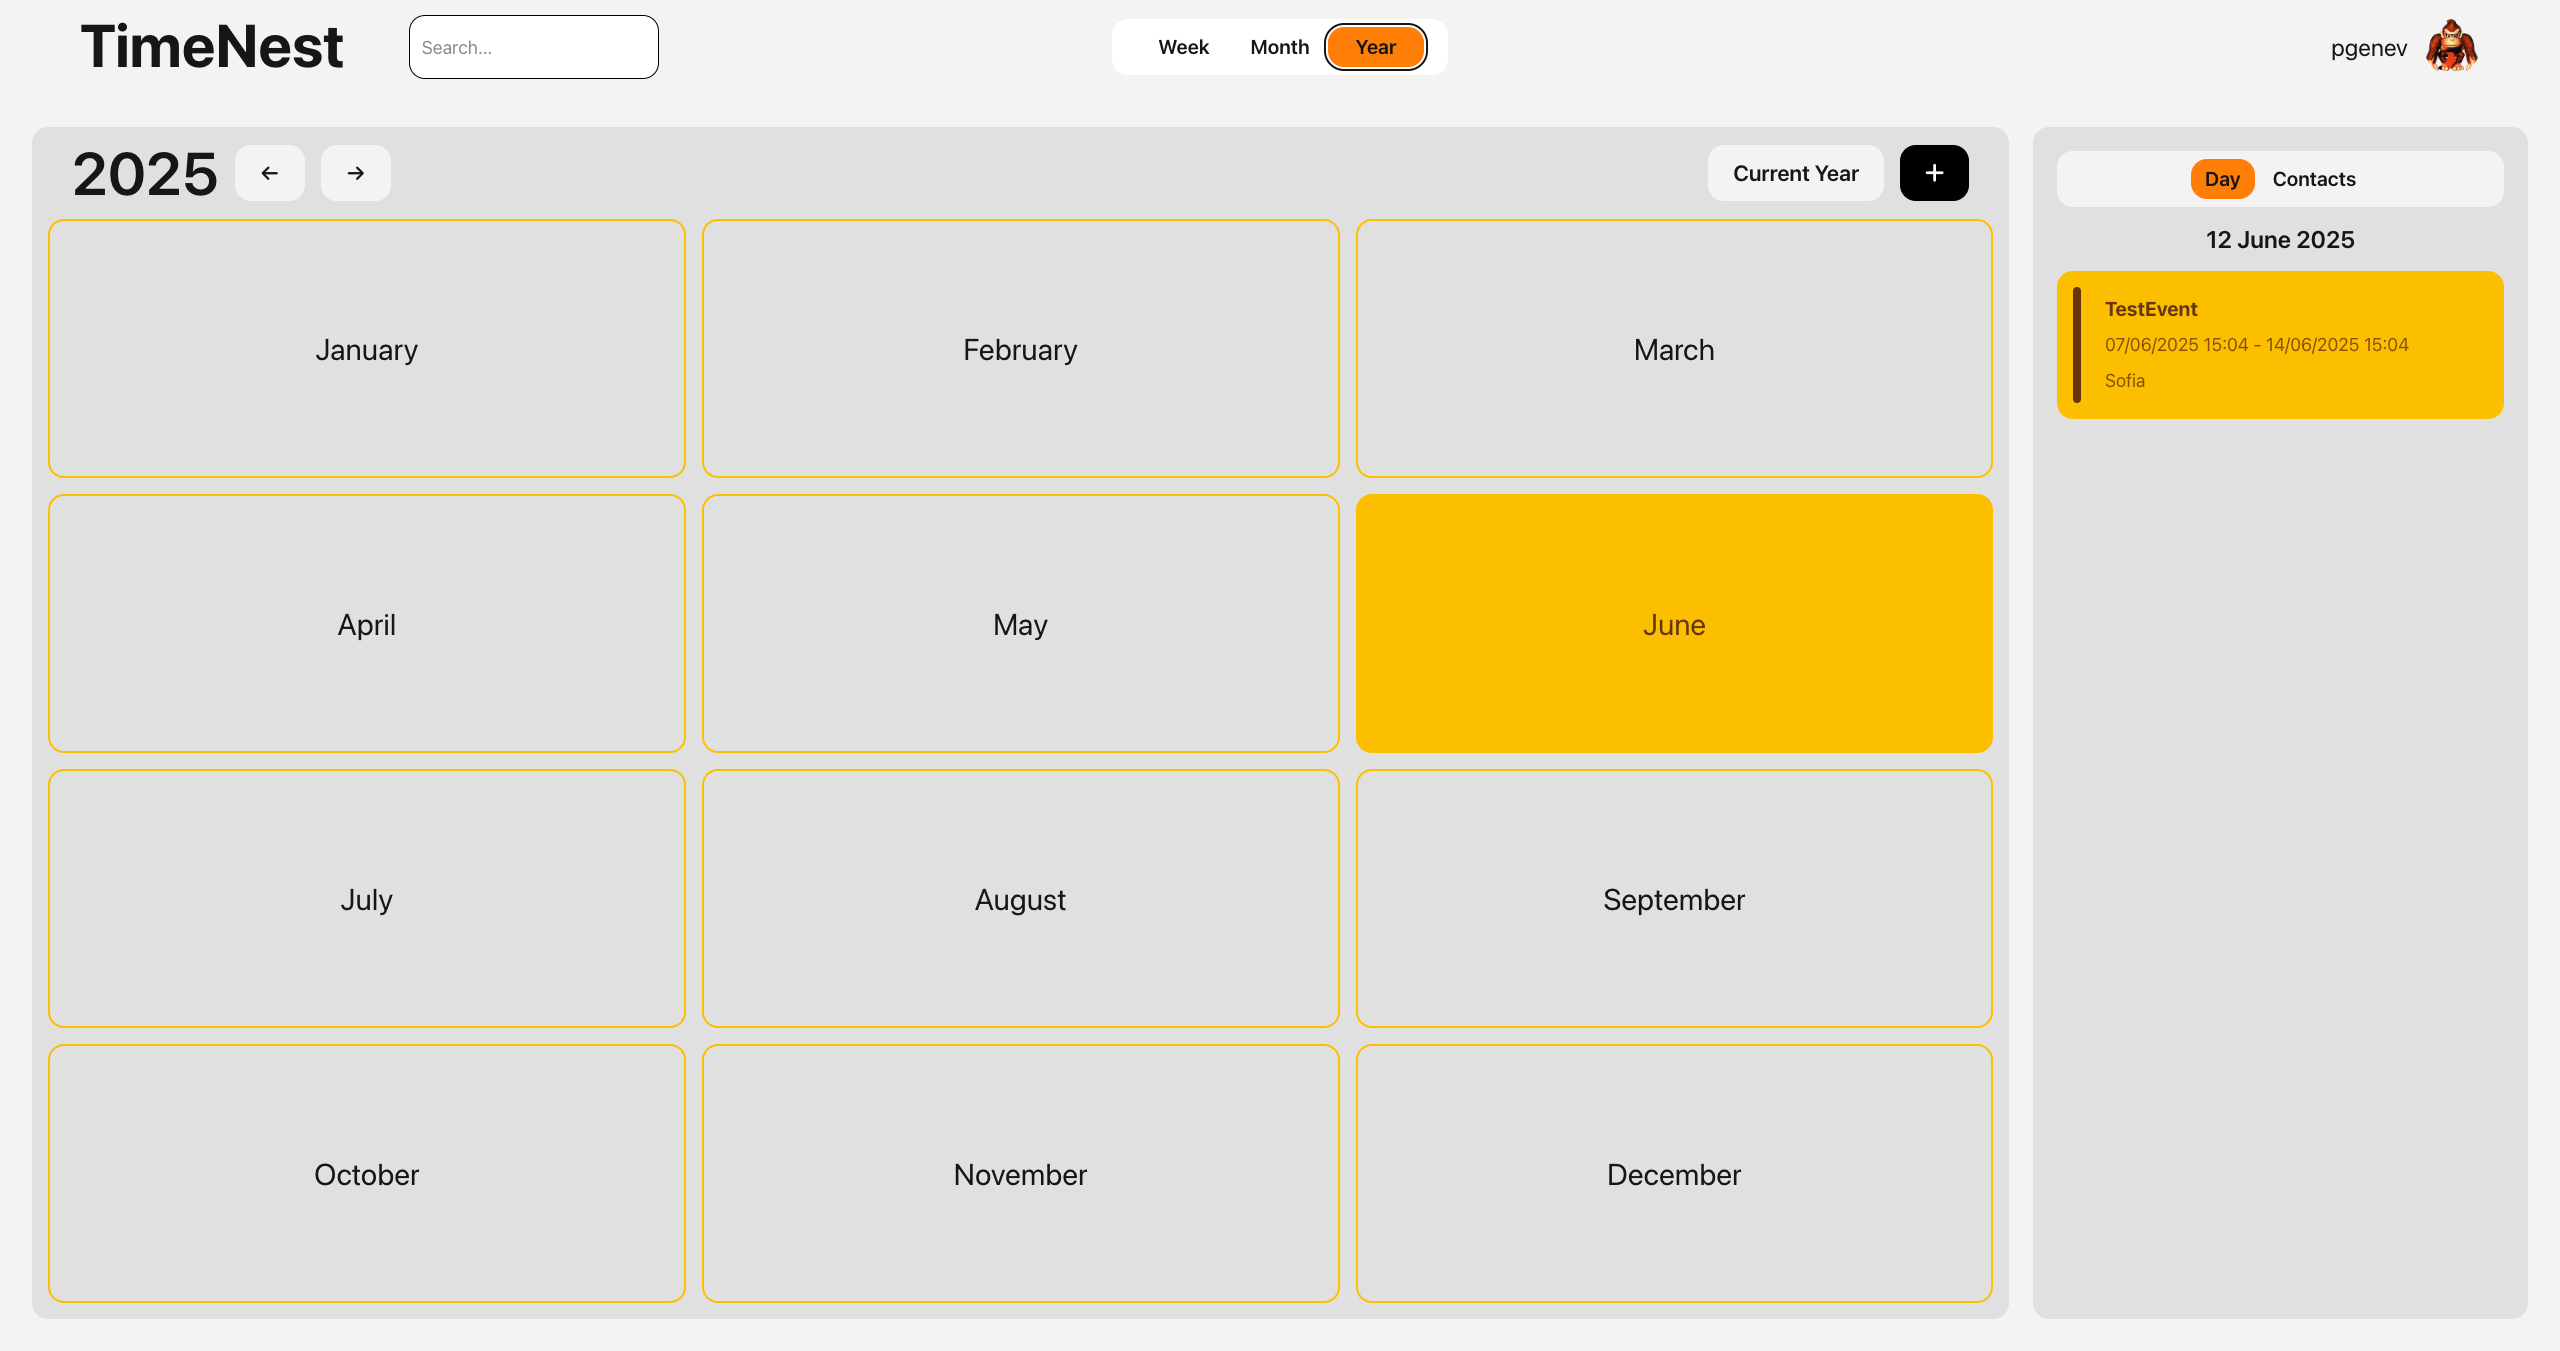 TimeNest
Search...
Week Month Year
pgenev
2025
Current Year
January February March
April May June
July August September
October November December
Day Contacts
12 June 2025
TestEvent
07/06/2025 15:04 - 14/06/2025 15:04
Sofia